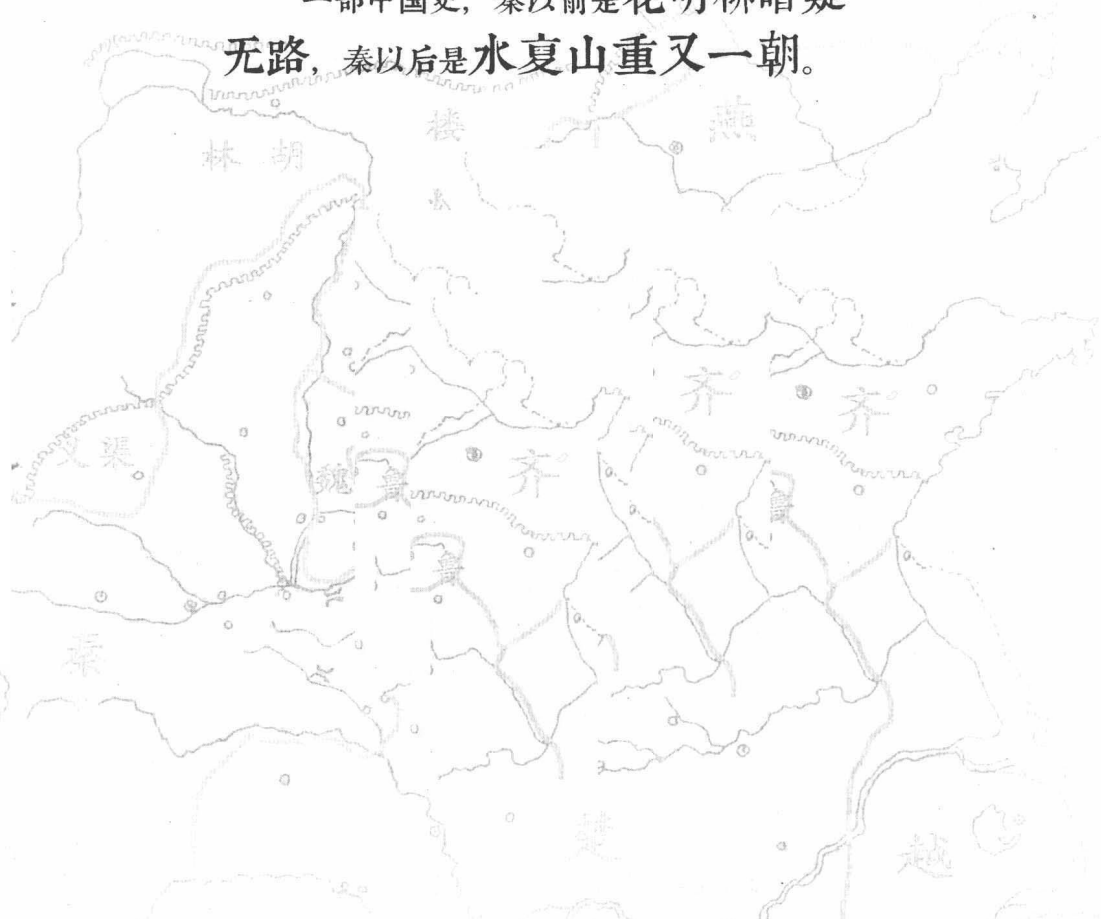 一部中国史，秦以前是花明柳暗疑
无路，秦以后是水夏山重又一朝。
楼
燕
林 胡
齐
齐
义渠
齐
魏
鲁
鲁
鲁
秦
楚
越